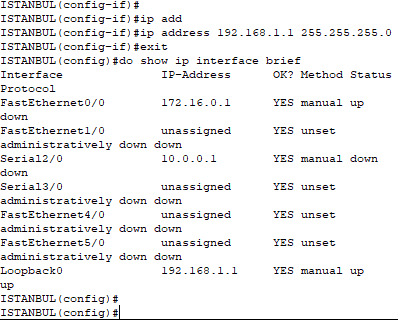 ISTANBUL(config-if)#
ISTANBUL(config-if)#ip add
ISTANBUL(config-if)#ip address 192.168.1.1 255.255.255.0
ISTANBUL(config-if)#exit
ISTANBUL(config)#do show ip interface brief
Interface IP-Address OK? Method Status
Protocol
FastEthernet0/0 172.16.0.1 YES manual up
down
FastEthernet1/0 unassigned YES unset
administratively down down
Serial2/0 10.0.0.1 YES manual down
down
Serial3/0 unassigned YES unset
administratively down down
FastEthernet4/0 unassigned YES unset
administratively down down
FastEthernet5/0 unassigned YES unset
administratively down down
Loopback0 192.168.1.1 YES manual up
up
ISTANBUL(config)#
ISTANBUL(config)#